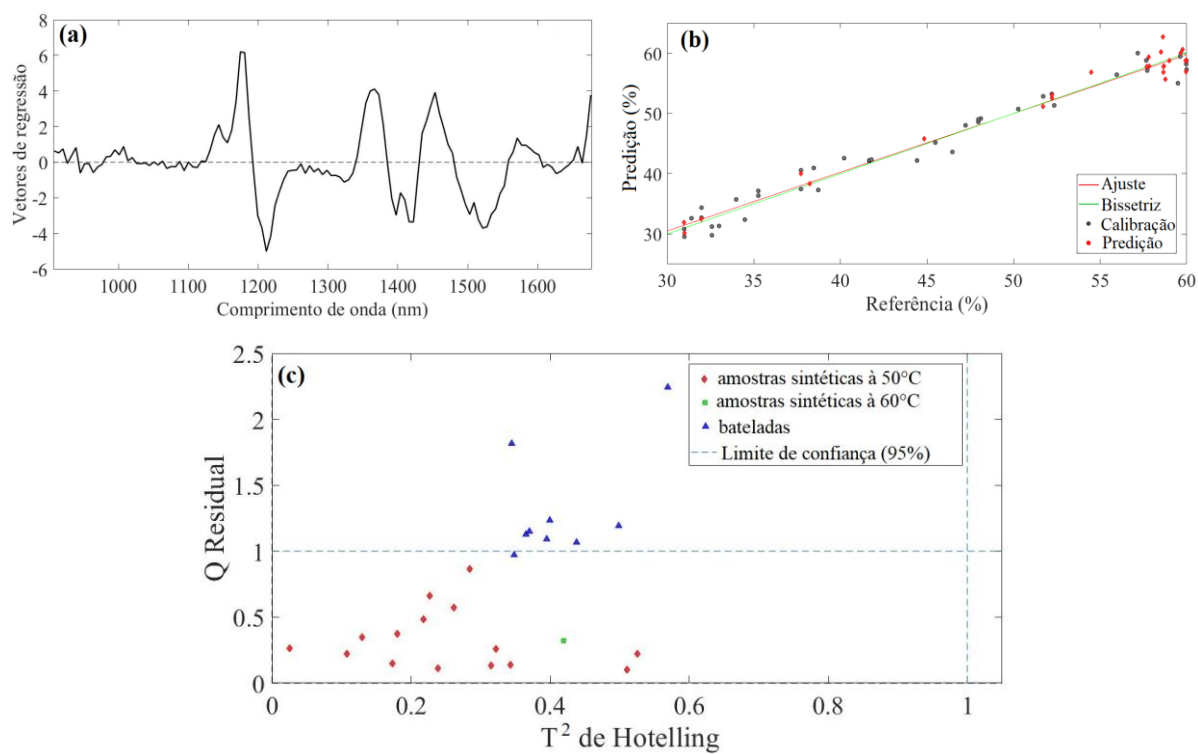 (a)
8
6
4
2
0
-2
-4
-6
Vetores de regressão
1000 1100 1200 1300 1400 1500 1600
Comprimento de onda (nm)
(b)
60
50
40
30
Predição (%)
30 35 40 45 50 55 60
Referência (%)
Ajuste
Bissetriz
Calibração
Predição
(c)
2.5
2
1.5
1
0.5
0
Q Residual
0 0.2 0.4 0.6 0.8 1
T² de Hotelling
amostras sintéticas à 50°C
amostras sintéticas à 60°C
bateladas
Limite de confiança (95%)